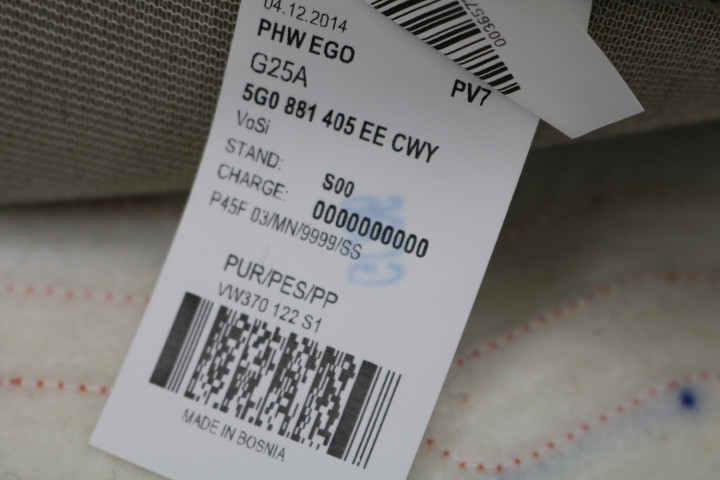 04.12.2014
PHW EGO
G25A
PV7
5G0 881 405 EE CWY
VoSi
STAND: S00
CHARGE: 0000000000
P45F 03/MN/9999/SS
PUR/PES/PP
VW370 122 S1
MADE IN BOSNIA
003657